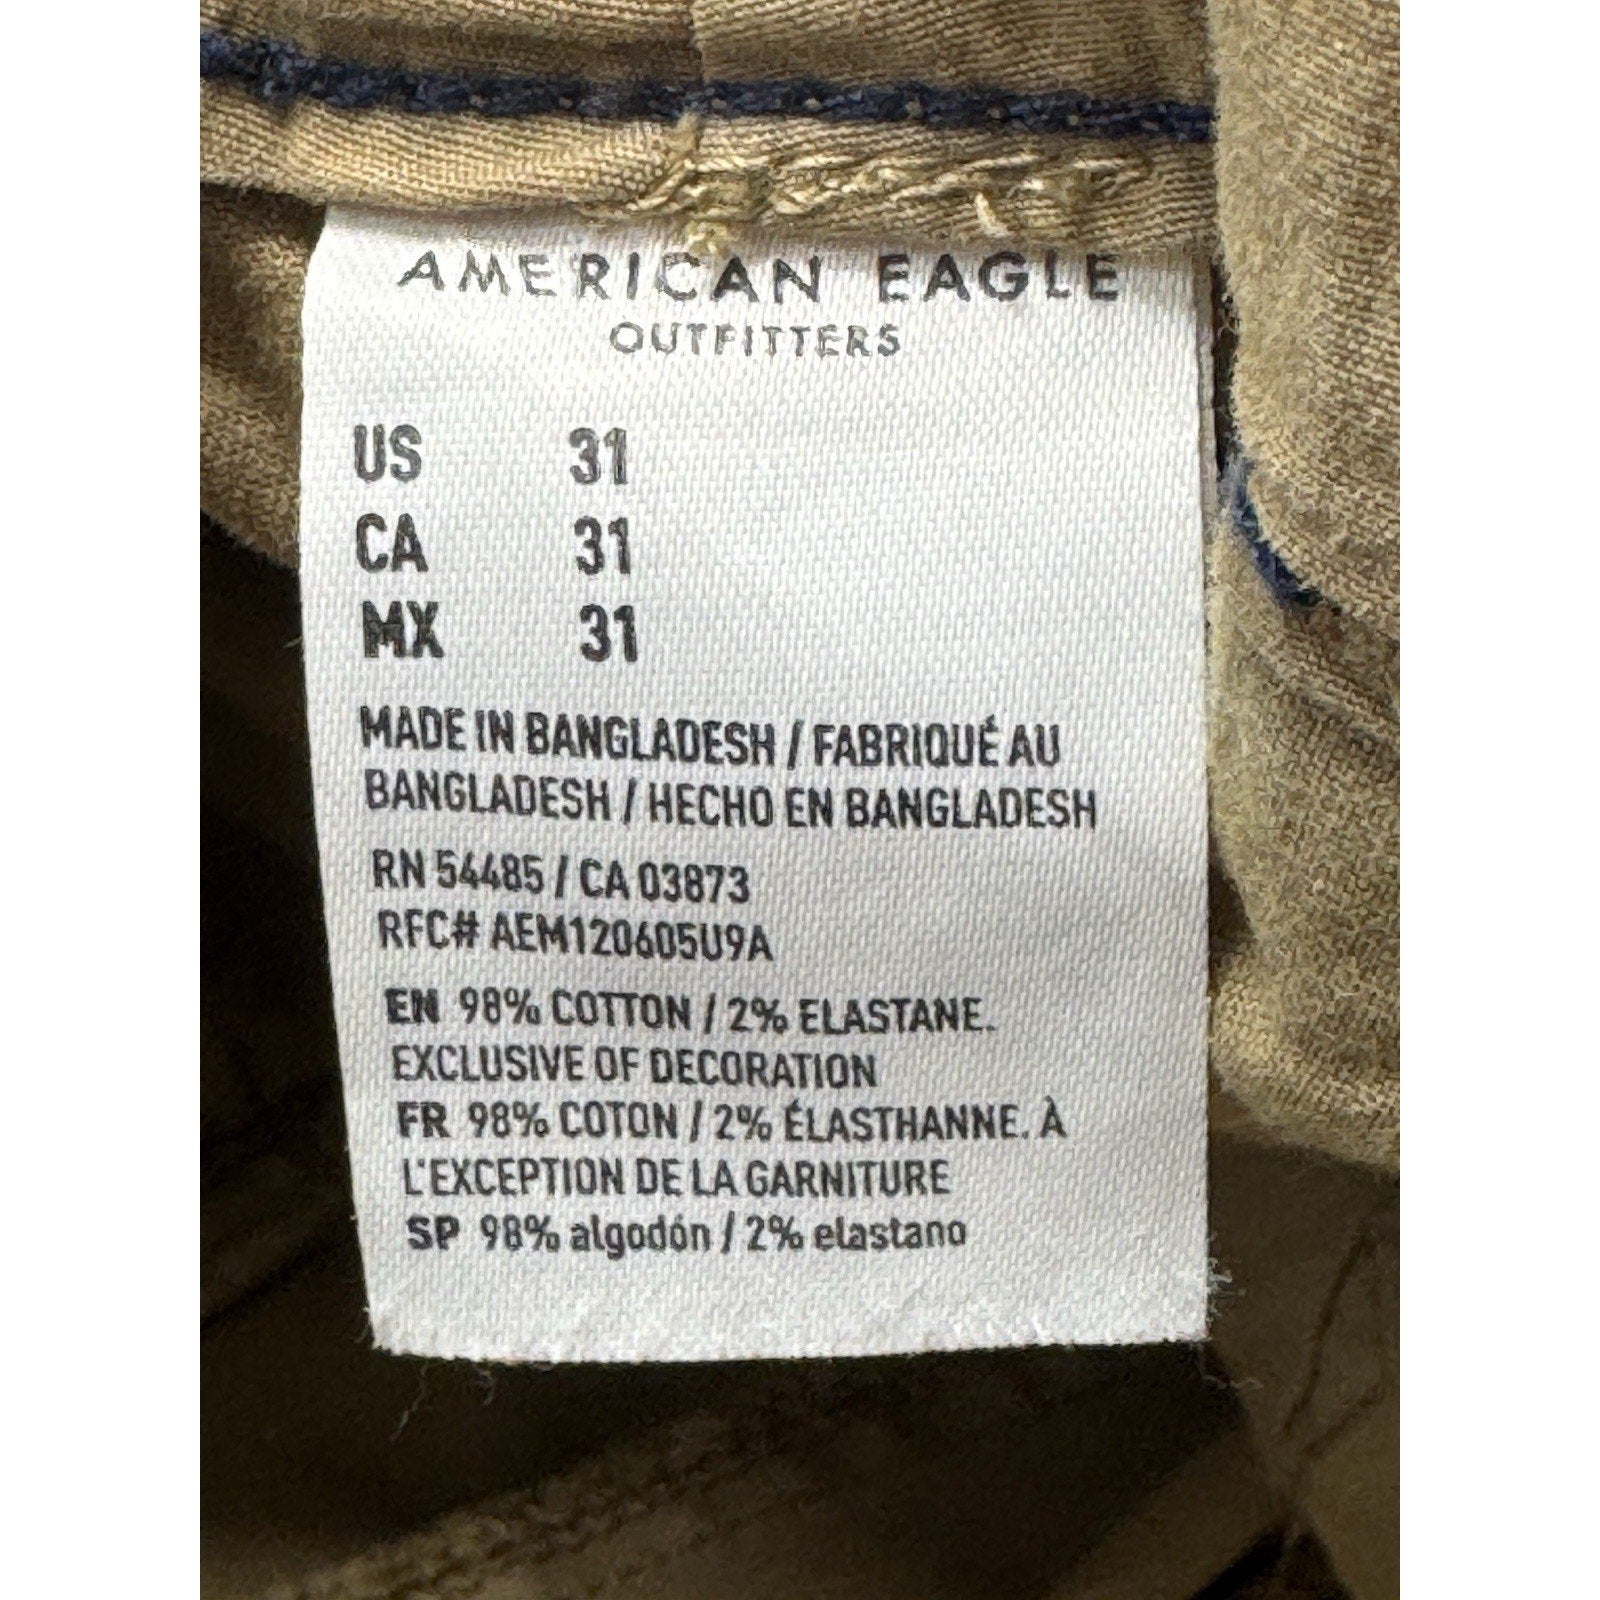 AMERICAN EAGLE
OUTFITTERS
US 31
CA 31
MX 31
MADE IN BANGLADESH / FABRIQUÉ AU
BANGLADESH / HECHO EN BANGLADESH
RN 54485 / CA 03873
RFC# AEM120605U9A
EN 98% COTTON / 2% ELASTANE.
EXCLUSIVE OF DECORATION
FR 98% COTON / 2% ÉLASTHANNE. À
L'EXCEPTION DE LA GARNITURE
SP 98% algodón / 2% elastano